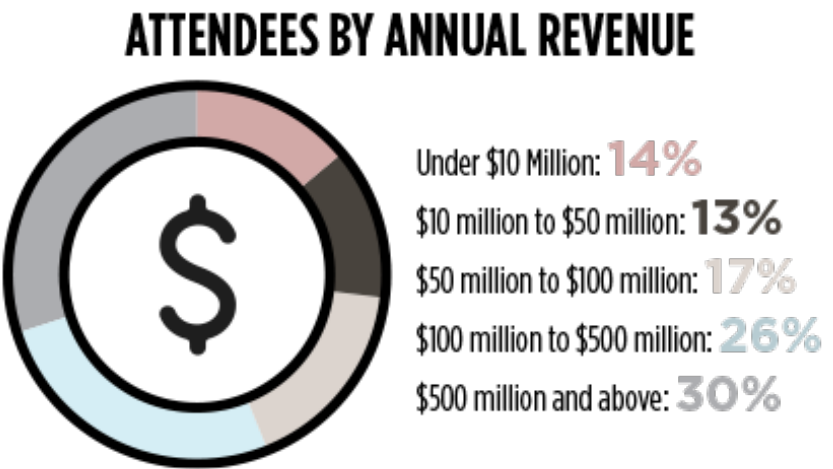 ATTENDEES BY ANNUAL REVENUE
$
Under $10 Million: 14%
$10 million to $50 million: 13%
$50 million to $100 million: 17%
$100 million to $500 million: 26%
$500 million and above: 30%